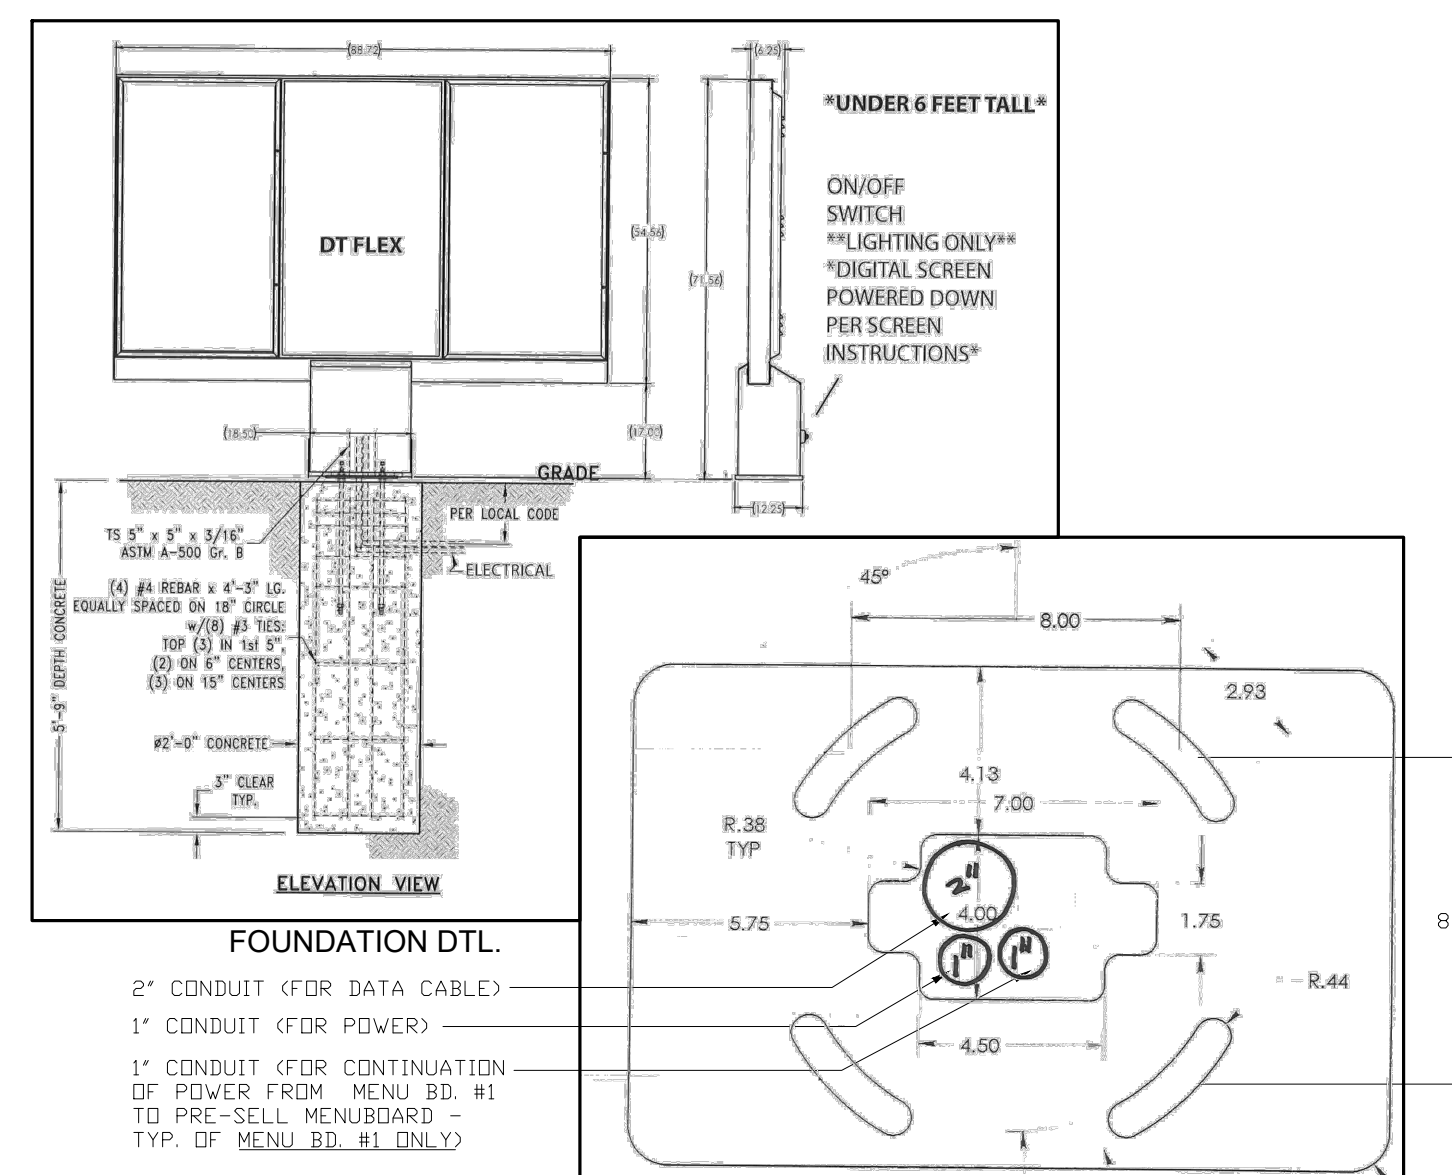 (88.72)
(6.25)
*UNDER 6 FEET TALL*
ON/OFF
SWITCH
**LIGHTING ONLY**
*DIGITAL SCREEN
POWERED DOWN
PER SCREEN
INSTRUCTIONS*
DT FLEX
(54.56)
(71.56)
(18.50)
(17.00)
GRADE
(12.25)
PER LOCAL CODE
TS 5" x 5" x 3/16"
ASTM A-500 Gr. B
ELECTRICAL
(4) #4 REBAR x 4'-3" LG.
EQUALLY SPACED ON 18" CIRCLE
w/(8) #3 TIES:
TOP (3) IN 1st 5",
(2) ON 6" CENTERS,
(3) ON 15" CENTERS
5'-9" DEPTH CONCRETE
ø2'-0" CONCRETE
3" CLEAR
TYP.
ELEVATION VIEW
FOUNDATION DTL.
2" CONDUIT (FOR DATA CABLE)
1" CONDUIT (FOR POWER)
1" CONDUIT (FOR CONTINUATION
OF POWER FROM MENU BD. #1
TO PRE-SELL MENUBOARD -
TYP. OF MENU BD. #1 ONLY)
45°
8.00
2.93
4.13
7.00
R.38
TYP
2"
4.00
5.75
1.75
8
1"
1"
R.44
4.50